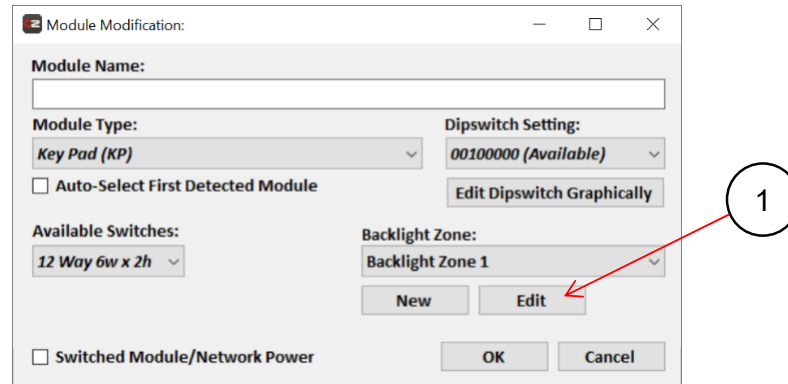 Module Modification:
Module Name:
Module Type: Dipswitch Setting:
Key Pad (KP) 00100000 (Available)
Auto-Select First Detected Module Edit Dipswitch Graphically
1
Available Switches: Backlight Zone:
12 Way 6w x 2h Backlight Zone 1
New Edit
Switched Module/Network Power OK Cancel